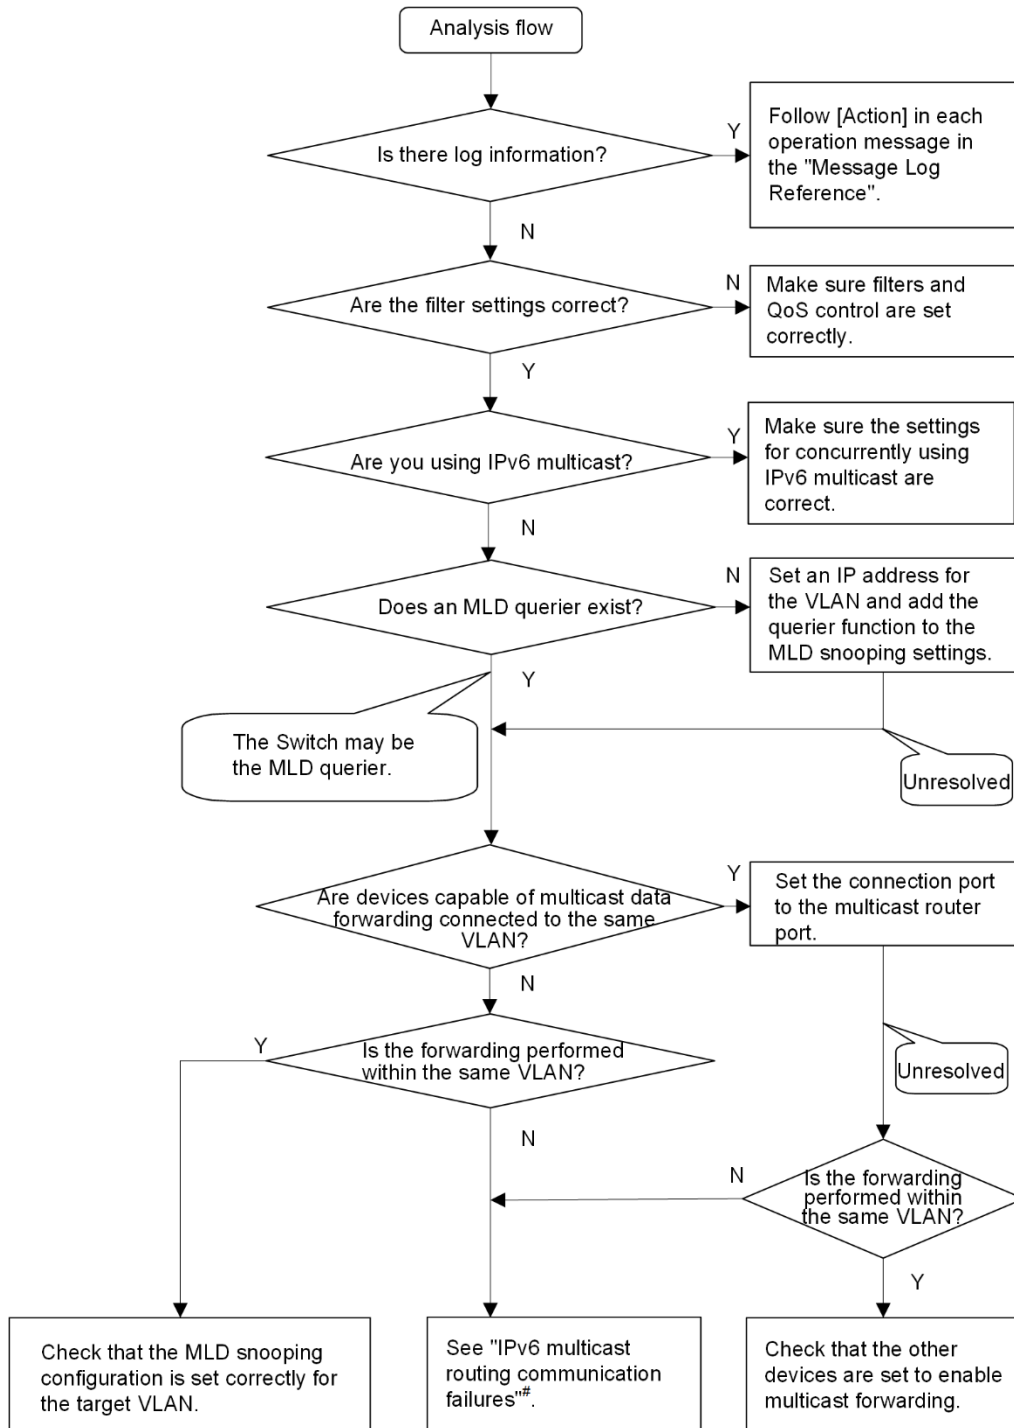 Analysis flow
Is there log information?
Y
Follow [Action] in each
operation message in
the "Message Log
Reference".
N
Are the filter settings correct?
N
Make sure filters and
QoS control are set
correctly.
Y
Are you using IPv6 multicast?
Y
Make sure the settings
for concurrently using
IPv6 multicast are
correct.
N
Does an MLD querier exist?
N
Set an IP address for
the VLAN and add the
querier function to the
MLD snooping settings.
Y
The Switch may be
the MLD querier.
Unresolved
Are devices capable of multicast data
forwarding connected to the same
VLAN?
Y
Set the connection port
to the multicast router
port.
N
Y
Is the forwarding performed
within the same VLAN?
Unresolved
N
N
Is the forwarding
performed within
the same VLAN?
Y
Check that the MLD snooping
configuration is set correctly for
the target VLAN.
See "IPv6 multicast
routing communication
failures"#.
Check that the other
devices are set to enable
multicast forwarding.